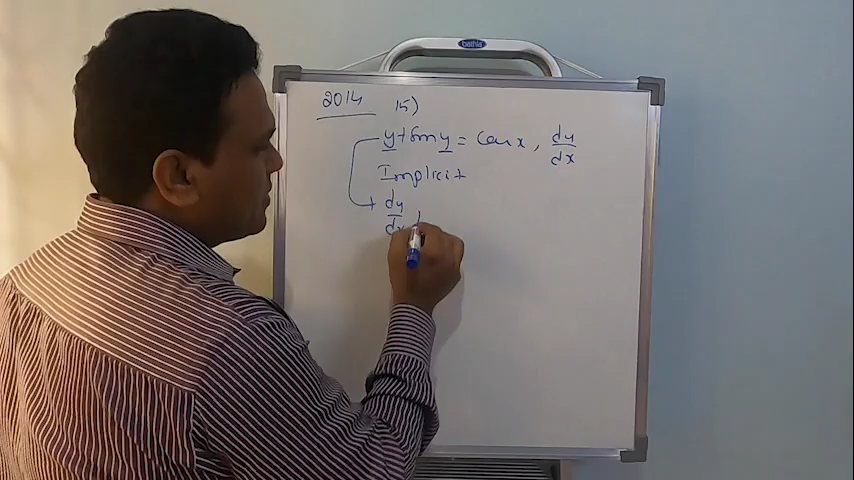 bathla
2014 15)
y + sin y = cos x, dy/dx
Implicit
dy/dx